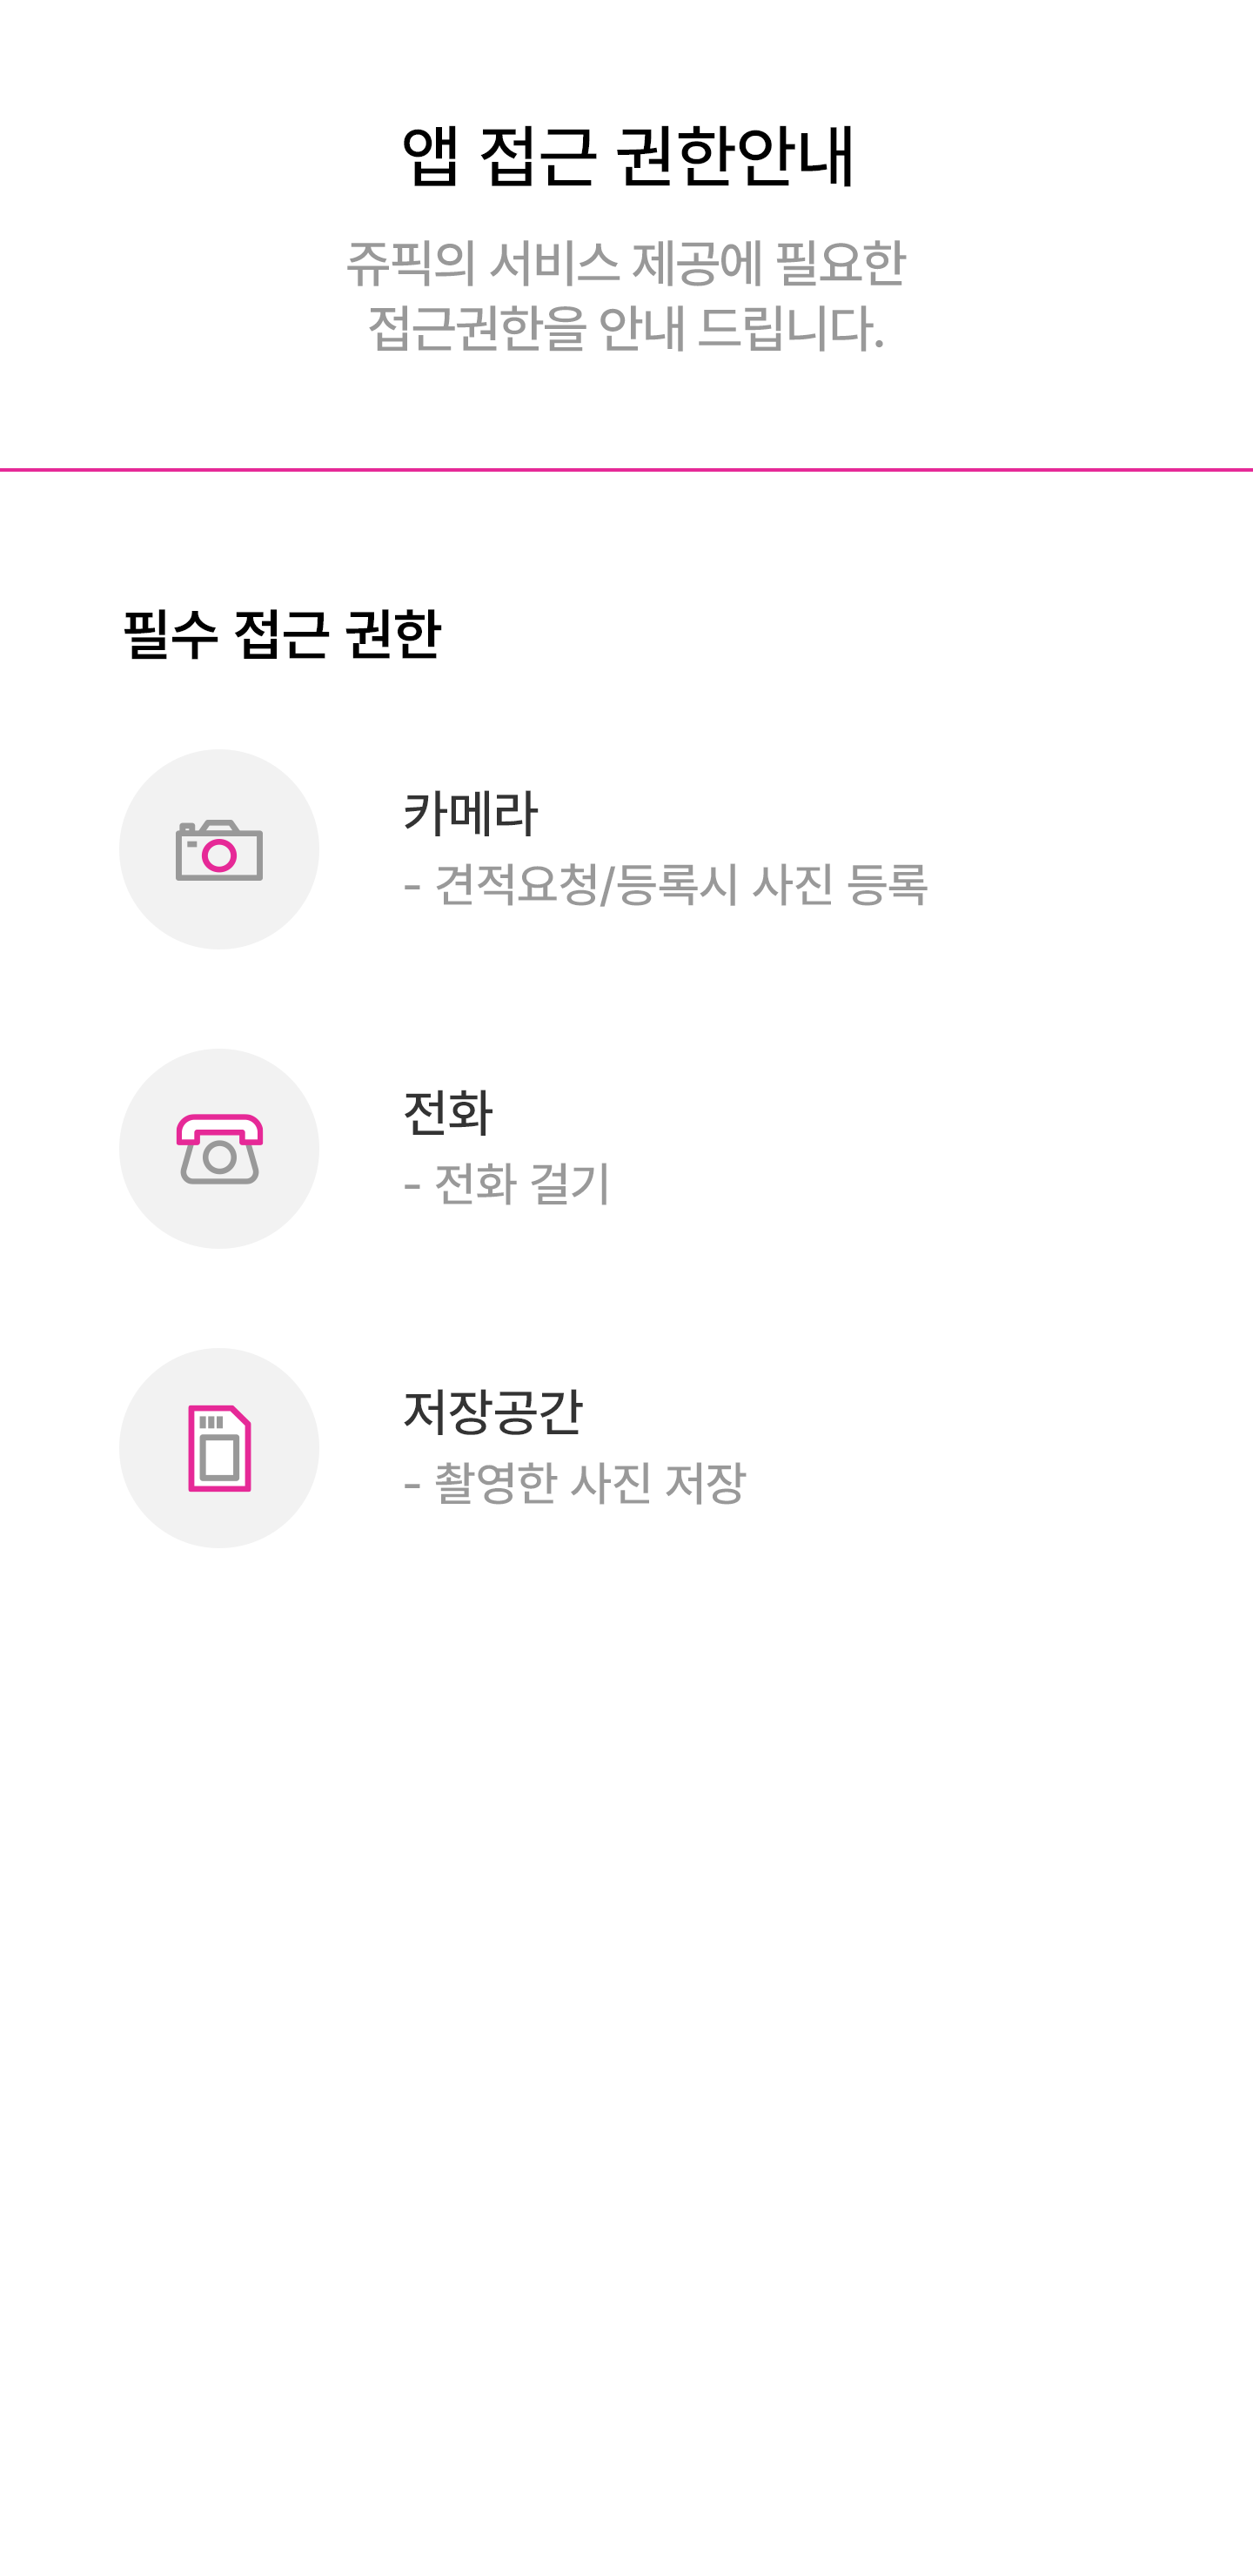 앱 접근 권한안내
쥬픽의 서비스 제공에 필요한
접근권한을 안내 드립니다.
필수 접근 권한
카메라
- 견적요청/등록시 사진 등록
전화
- 전화 걸기
저장공간
- 촬영한 사진 저장